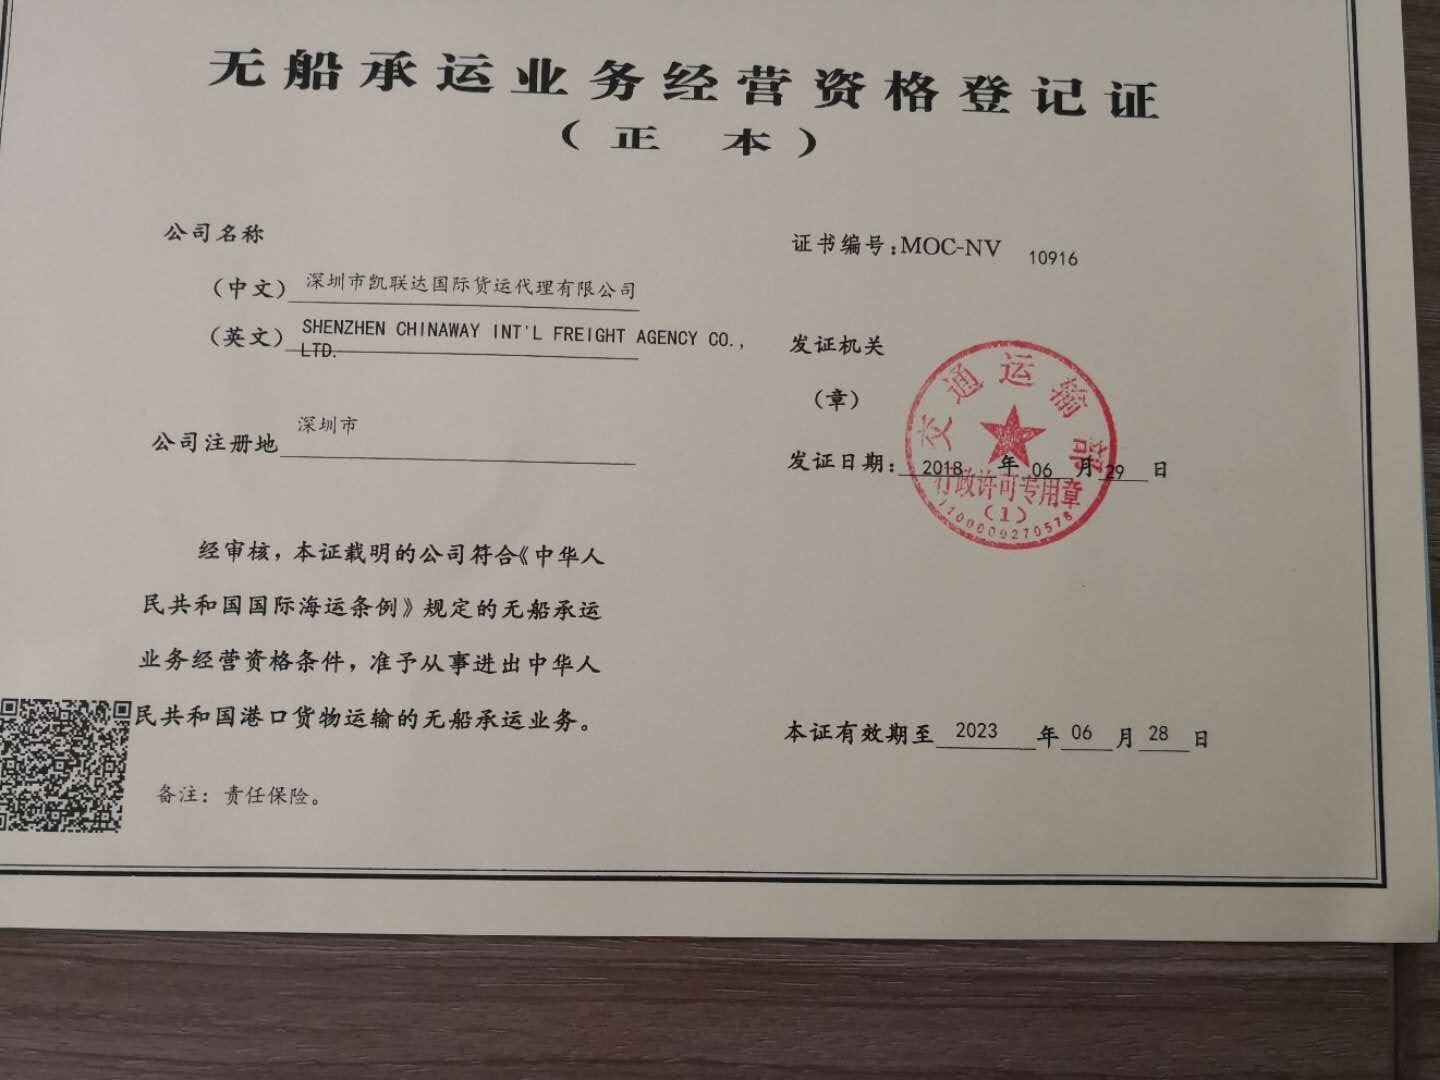 无船承运业务经营资格登记证
（正 本）
公司名称
（中文） 深圳市凯联达国际货运代理有限公司
（英文） SHENZHEN CHINAWAY INT'L FREIGHT AGENCY CO.,
LTD.
公司注册地 深圳市
经审核，本证载明的公司符合《中华人
民共和国国际海运条例》规定的无船承运
业务经营资格条件，准予从事进出中华人
民共和国港口货物运输的无船承运业务。
备注：责任保险。
证书编号：MOC-NV 10916
发证机关
（章）
发证日期： 2018 年 06 月 29 日
交通运输部
行政许可专用章
（1）
1100000270578
本证有效期至 2023 年 06 月 28 日